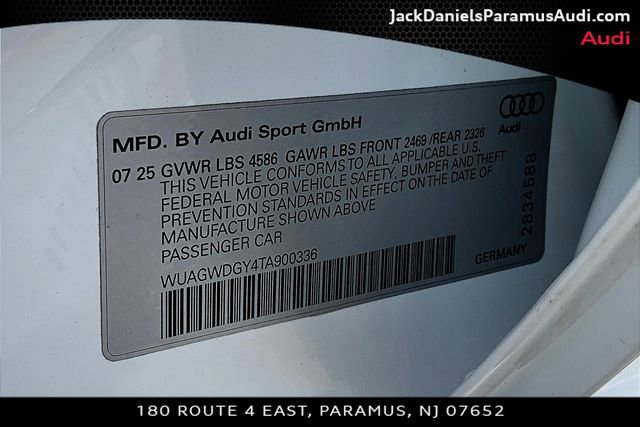 JackDanielsParamusAudi.com
Audi
Audi
MFD. BY Audi Sport GmbH
07 25 GVWR LBS 4586 GAWR LBS FRONT 2469 /REAR 2326
THIS VEHICLE CONFORMS TO ALL APPLICABLE U.S.
FEDERAL MOTOR VEHICLE SAFETY, BUMPER AND THEFT
PREVENTION STANDARDS IN EFFECT ON THE DATE OF
MANUFACTURE SHOWN ABOVE
PASSENGER CAR
WUAGWDGY4TA900336
2834588
GERMANY
180 ROUTE 4 EAST, PARAMUS, NJ 07652